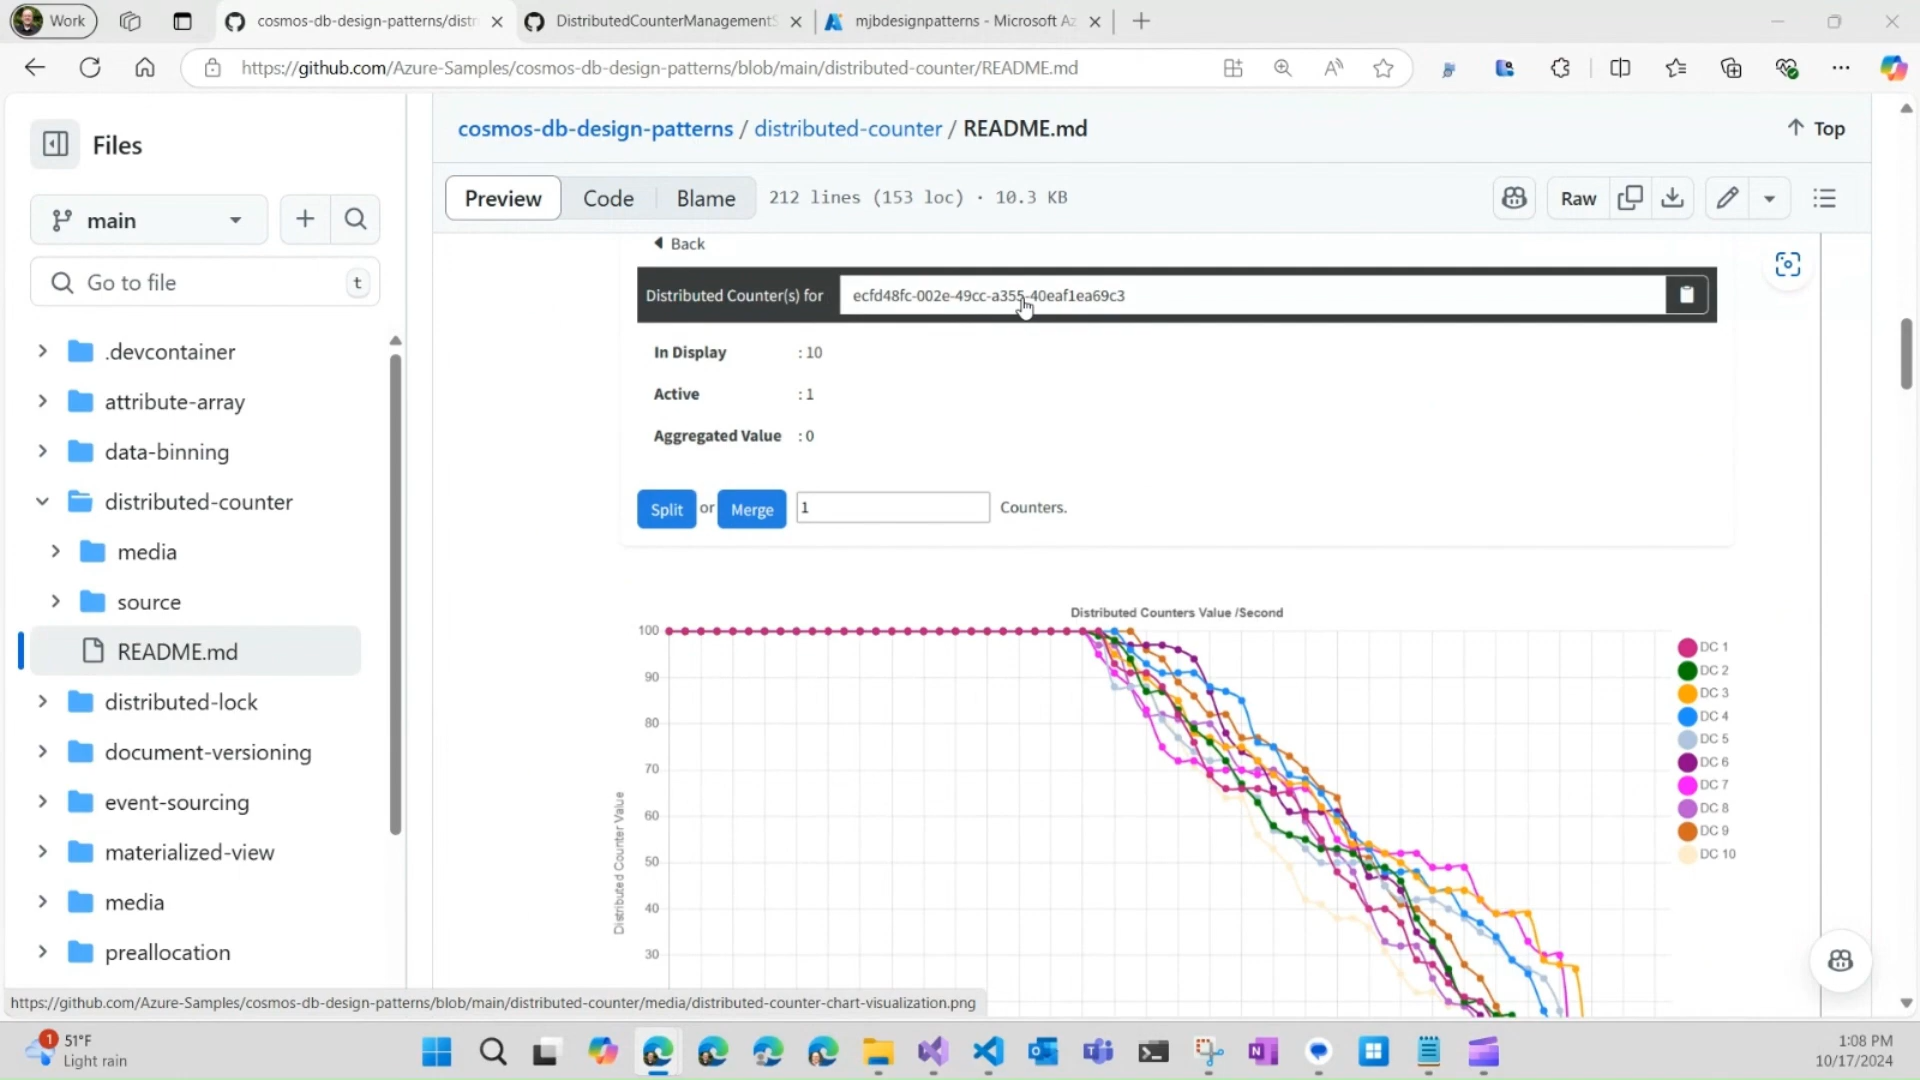 Work
cosmos-db-design-patterns/distr
DistributedCounterManagementS
mjbdesignpatterns - Microsoft Az
https://github.com/Azure-Samples/cosmos-db-design-patterns/blob/main/distributed-counter/README.md
Files
cosmos-db-design-patterns / distributed-counter / README.md
Top
main
Preview
Code
Blame
212 lines (153 loc) · 10.3 KB
Raw
Go to file
t
.devcontainer
attribute-array
data-binning
distributed-counter
media
source
README.md
distributed-lock
document-versioning
event-sourcing
materialized-view
media
preallocation
Back
Distributed Counter(s) for
ecfd48fc-002e-49cc-a355-40eaf1ea69c3
In Display : 10
Active : 1
Aggregated Value : 0
Split or Merge 1 Counters.
Distributed Counters Value /Second
Distributed Counter Value
100
90
80
70
60
50
40
30
DC 1
DC 2
DC 3
DC 4
DC 5
DC 6
DC 7
DC 8
DC 9
DC 10
https://github.com/Azure-Samples/cosmos-db-design-patterns/blob/main/distributed-counter/media/distributed-counter-chart-visualization.png
1
51°F
Light rain
1:08 PM
10/17/2024